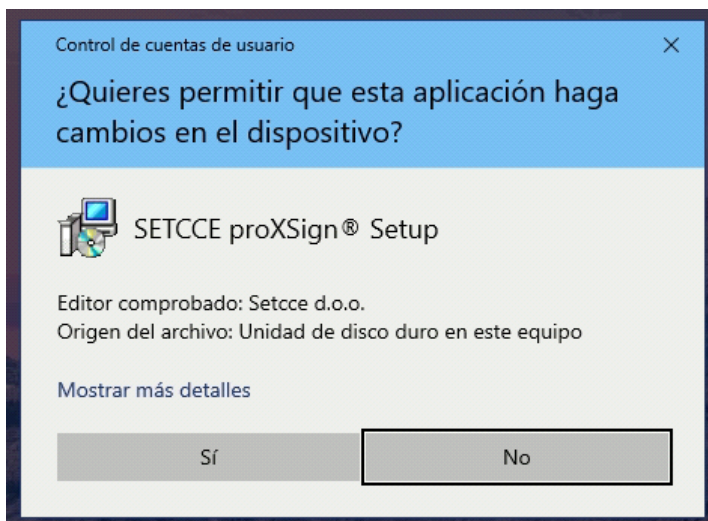 Control de cuentas de usuario
¿Quieres permitir que esta aplicación haga
cambios en el dispositivo?
SETCCE proXSign® Setup
Editor comprobado: Setcce d.o.o.
Origen del archivo: Unidad de disco duro en este equipo
Mostrar más detalles
Sí
No